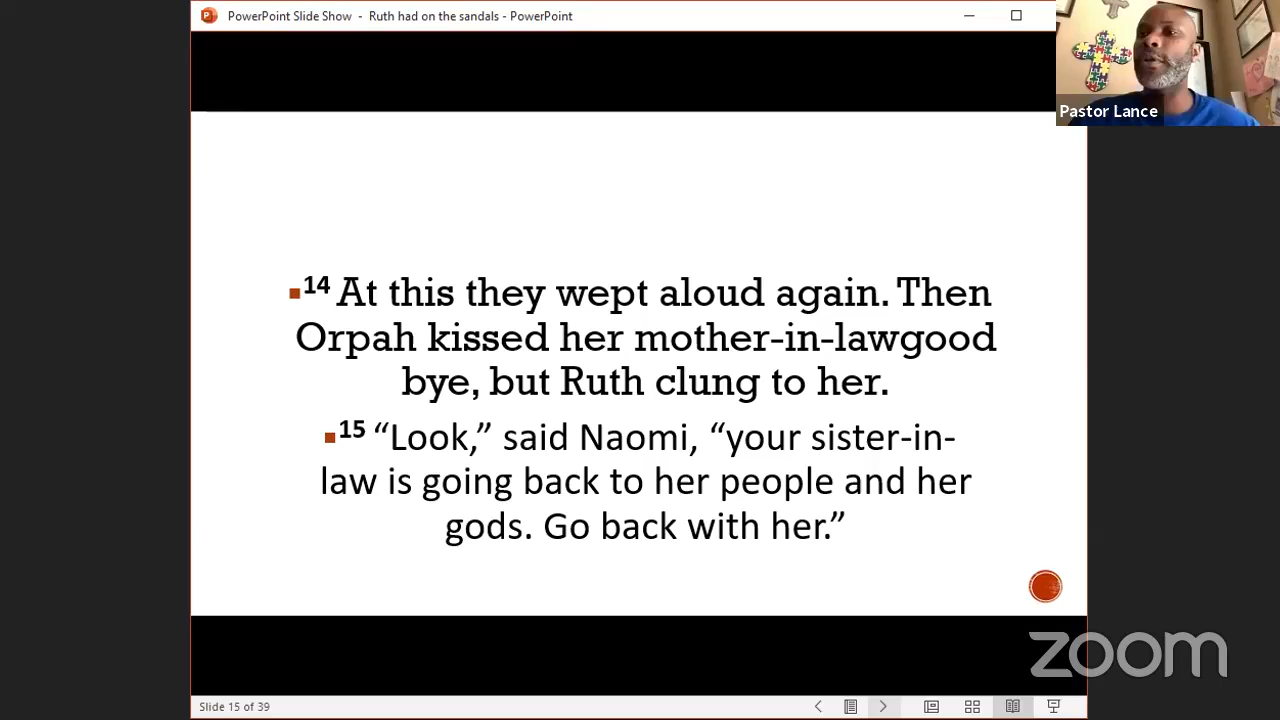 PowerPoint Slide Show - Ruth had on the sandals - PowerPoint
Pastor Lance
14 At this they wept aloud again. Then
Orpah kissed her mother-in-lawgood
bye, but Ruth clung to her.
15 “Look,” said Naomi, “your sister-in-
law is going back to her people and her
gods. Go back with her.”
zoom
Slide 15 of 39